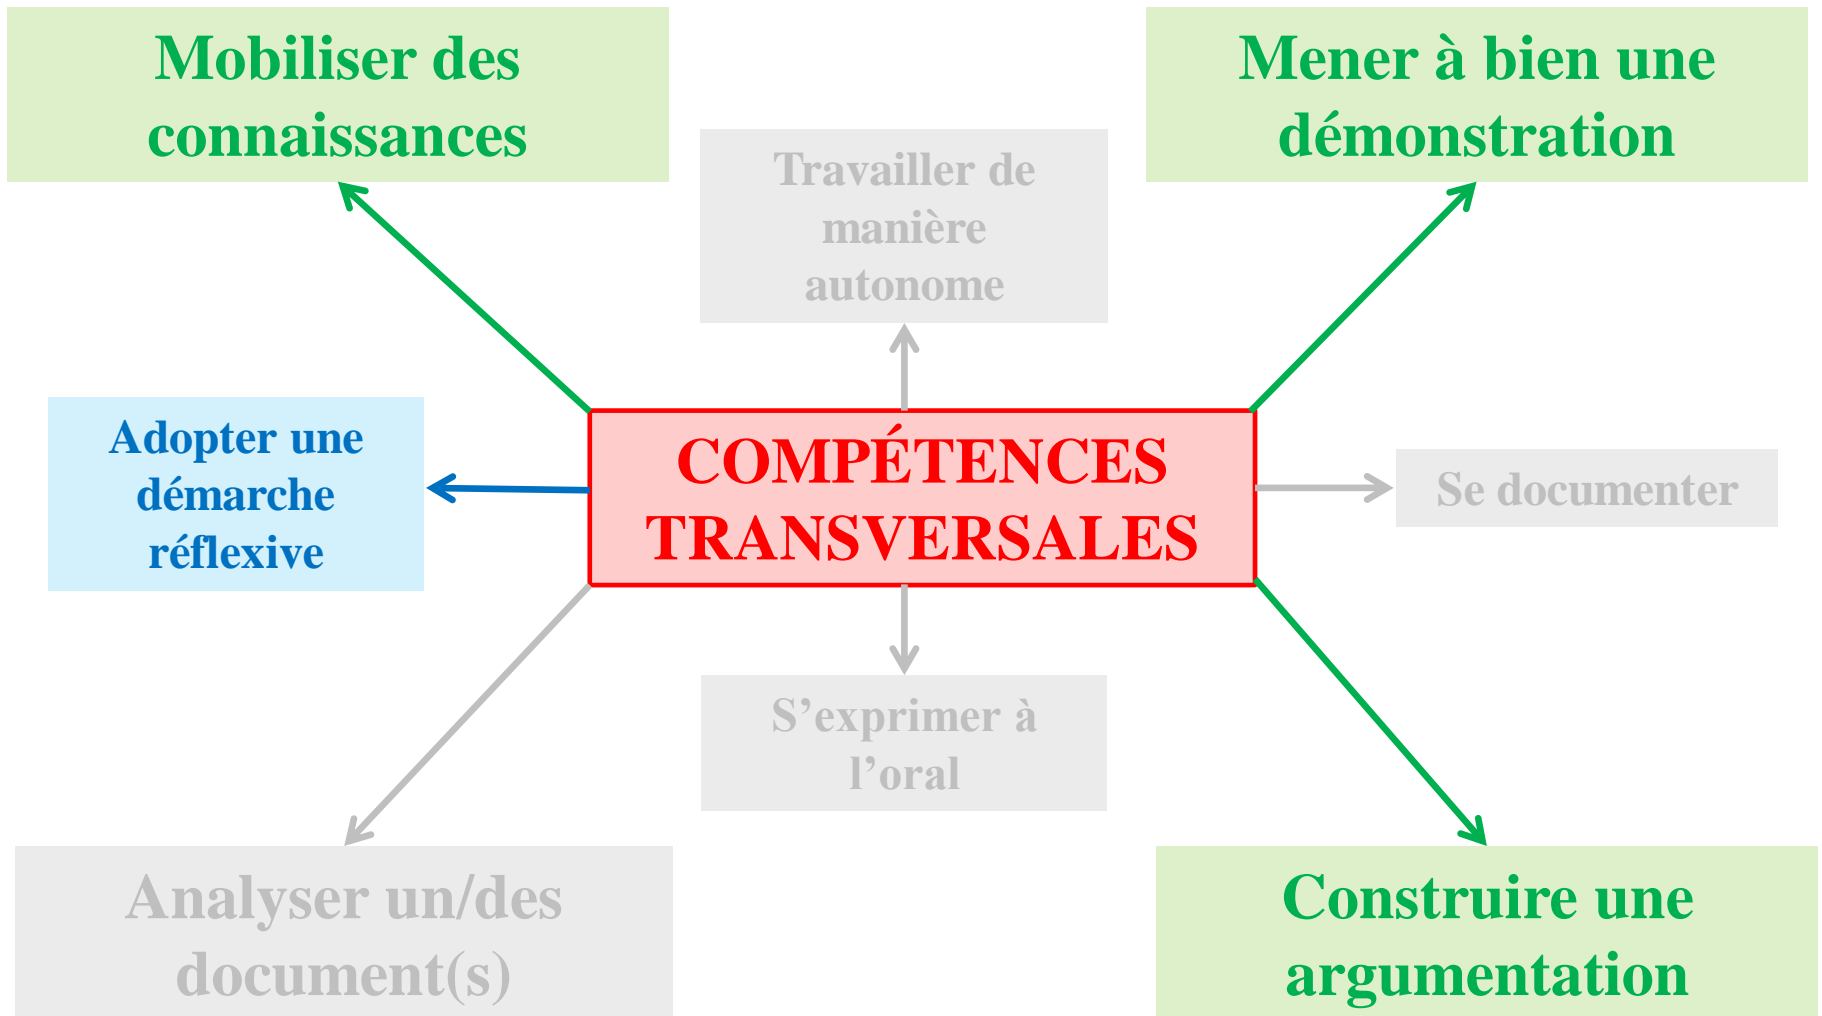 Mobiliser des
connaissances
Mener à bien une
démonstration
Travailler de
manière
autonome
Adopter une
démarche
réflexive
COMPÉTENCES
TRANSVERSALES
Se documenter
S’exprimer à
l’oral
Analyser un/des
document(s)
Construire une
argumentation